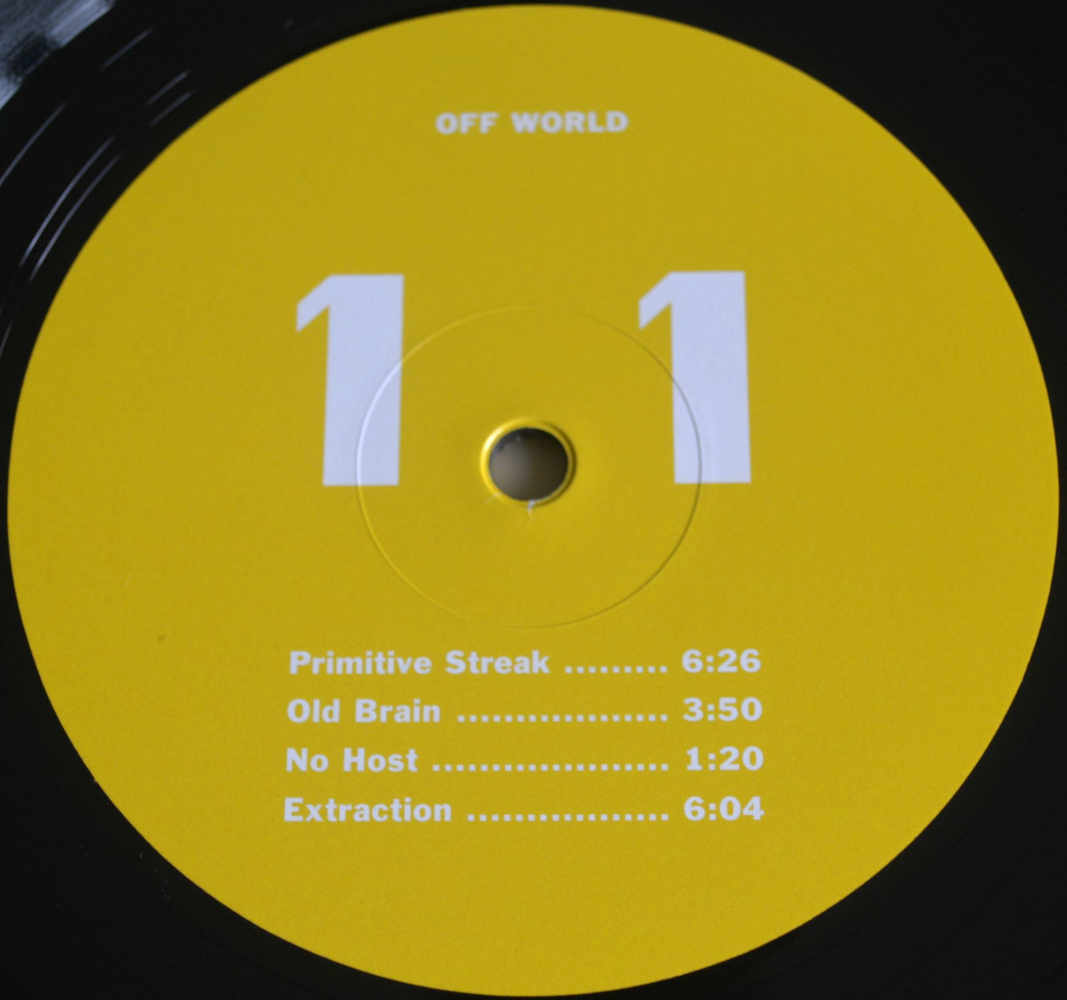 OFF WORLD
1 1
Primitive Streak ......... 6:26
Old Brain .................. 3:50
No Host .................... 1:20
Extraction ................. 6:04